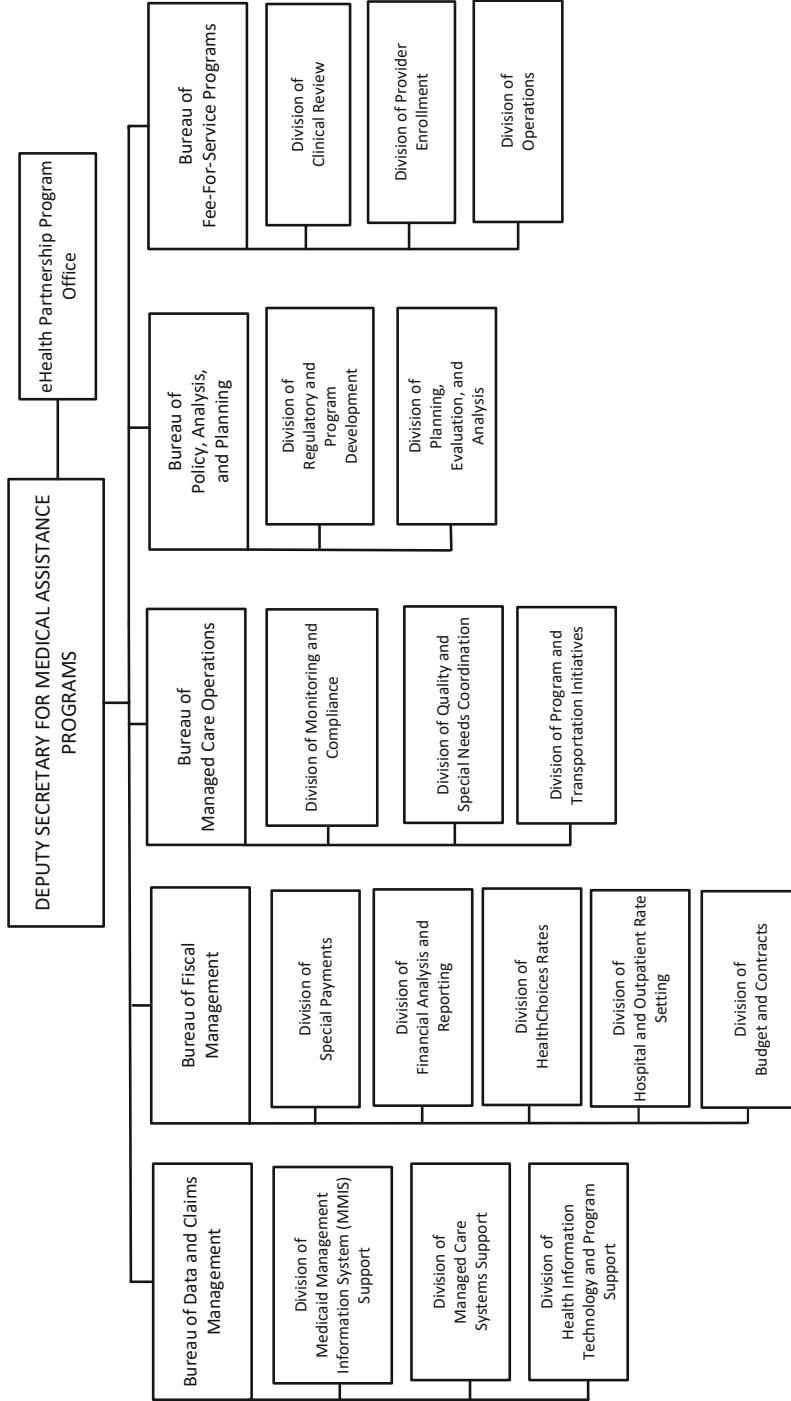 DEPUTY SECRETARY FOR MEDICAL ASSISTANCE
PROGRAMS
eHealth Partnership Program
Office
Bureau of Data and Claims
Management
Division of
Medicaid Management
Information System (MMIS)
Support
Division of
Managed Care
Systems Support
Division of
Health Information
Technology and Program
Support
Bureau of Fiscal
Management
Division of
Special Payments
Division of
Financial Analysis and
Reporting
Division of
HealthChoices Rates
Division of
Hospital and Outpatient Rate
Setting
Division of
Budget and Contracts
Bureau of
Managed Care Operations
Division of Monitoring and
Compliance
Division of Quality and
Special Needs Coordination
Division of Program and
Transportation Initiatives
Bureau of
Policy, Analysis,
and Planning
Division of
Regulatory and
Program
Development
Division of
Planning,
Evaluation, and
Analysis
Bureau of
Fee-For-Service Programs
Division of
Clinical Review
Division of Provider
Enrollment
Division of
Operations